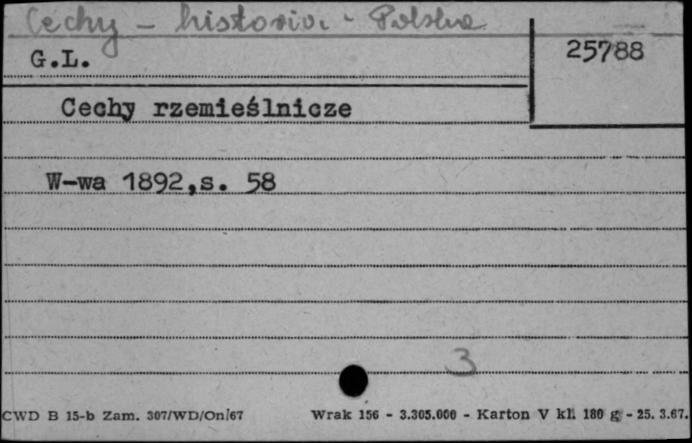 Cechy - historia - Polska
G.L.
25788
Cechy rzemieślnicze
W-wa 1892,s. 58
3
CWD B 15-b Zam. 307/WD/On/67 Wrak 156 - 3.305.000 - Karton V kl. 180 g - 25. 3.67.